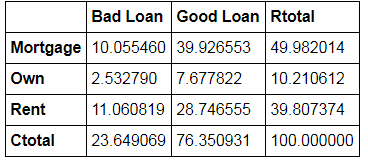 Bad Loan Good Loan Rtotal
Mortgage 10.055460 39.926553 49.982014
Own 2.532790 7.677822 10.210612
Rent 11.060819 28.746555 39.807374
Ctotal 23.649069 76.350931 100.000000